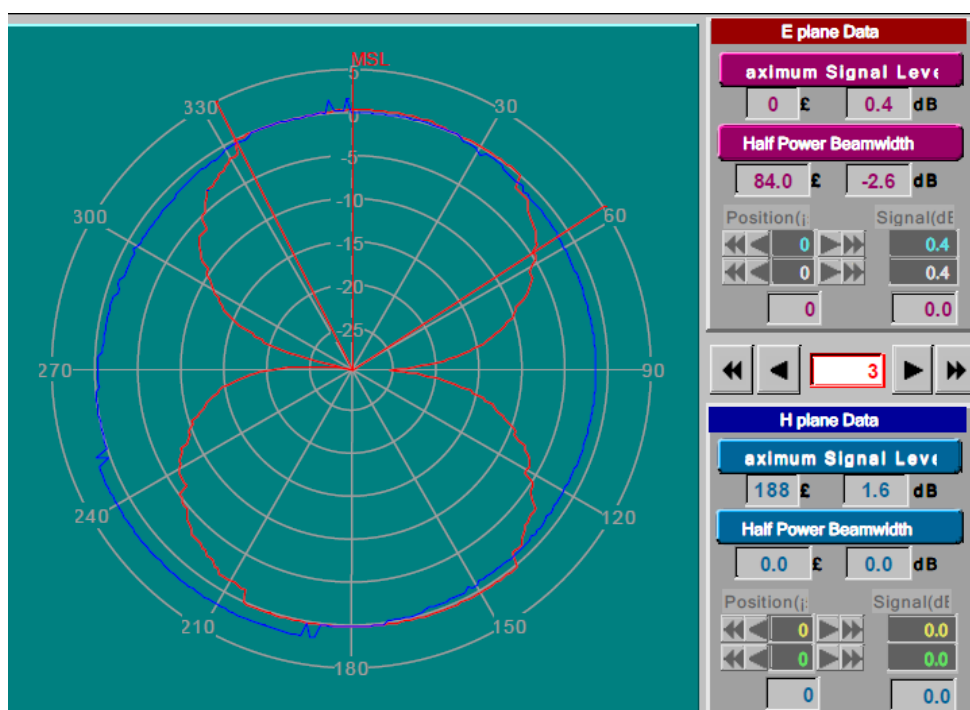 MSL
5
0
-5
-10
-15
-20
-25
330
30
300
60
270
90
240
120
210
150
180
E plane Data
aximum Signal Leve
0 £ 0.4 dB
Half Power Beamwidth
84.0 £ -2.6 dB
Position(¡: Signal(dE
0 0.4
0 0.4
0 0.0
3
H plane Data
aximum Signal Leve
188 £ 1.6 dB
Half Power Beamwidth
0.0 £ 0.0 dB
Position(¡: Signal(dE
0 0.0
0 0.0
0 0.0